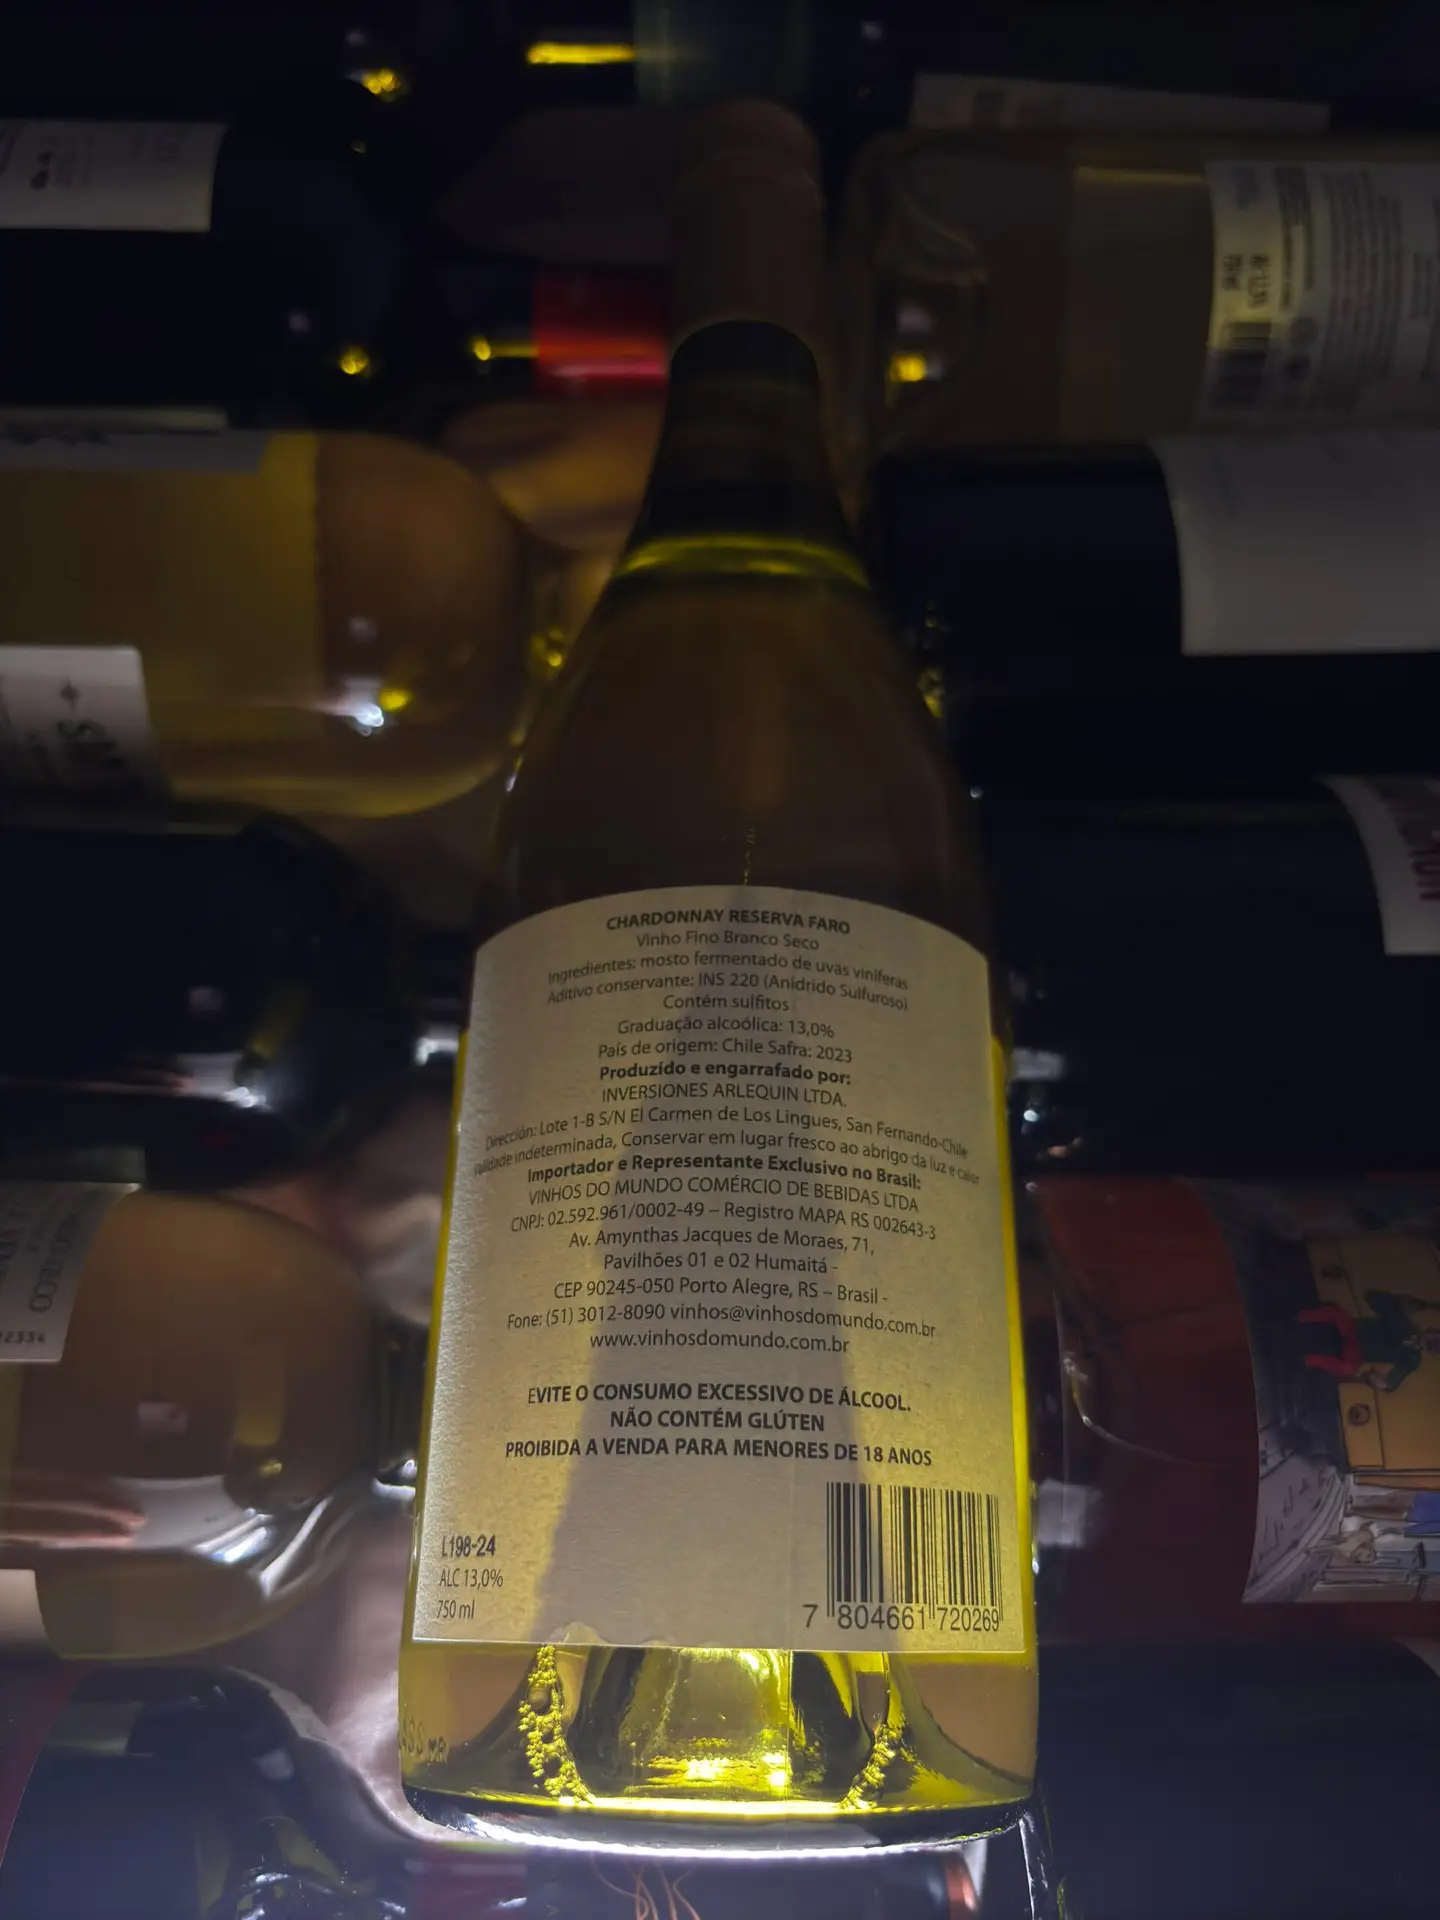 CHARDONNAY RESERVA FARO
Vinho Fino Branco Seco
Ingredientes: mosto fermentado de uvas viníferas
Aditivo conservante: INS 220 (Anidrido Sulfuroso)
Contém sulfitos
Graduação alcoólica: 13,0%
País de origem: Chile Safra: 2023
Produzido e engarrafado por:
INVERSIONES ARLEQUIN LTDA.
Dirección: Lote 1-B S/N El Carmen de Los Lingues, San Fernando-Chile
Validade indeterminada, Conservar em lugar fresco ao abrigo da luz e calor
Importador e Representante Exclusivo no Brasil:
VINHOS DO MUNDO COMÉRCIO DE BEBIDAS LTDA
CNPJ: 02.592.961/0002-49 – Registro MAPA RS 002643-3
Av. Amynthas Jacques de Moraes, 71,
Pavilhões 01 e 02 Humaitá -
CEP 90245-050 Porto Alegre, RS – Brasil -
Fone: (51) 3012-8090 vinhos@vinhosdomundo.com.br
www.vinhosdomundo.com.br
EVITE O CONSUMO EXCESSIVO DE ÁLCOOL.
NÃO CONTÉM GLÚTEN
PROIBIDA A VENDA PARA MENORES DE 18 ANOS
L198-24
ALC 13,0%
750 ml
7 804661 720269